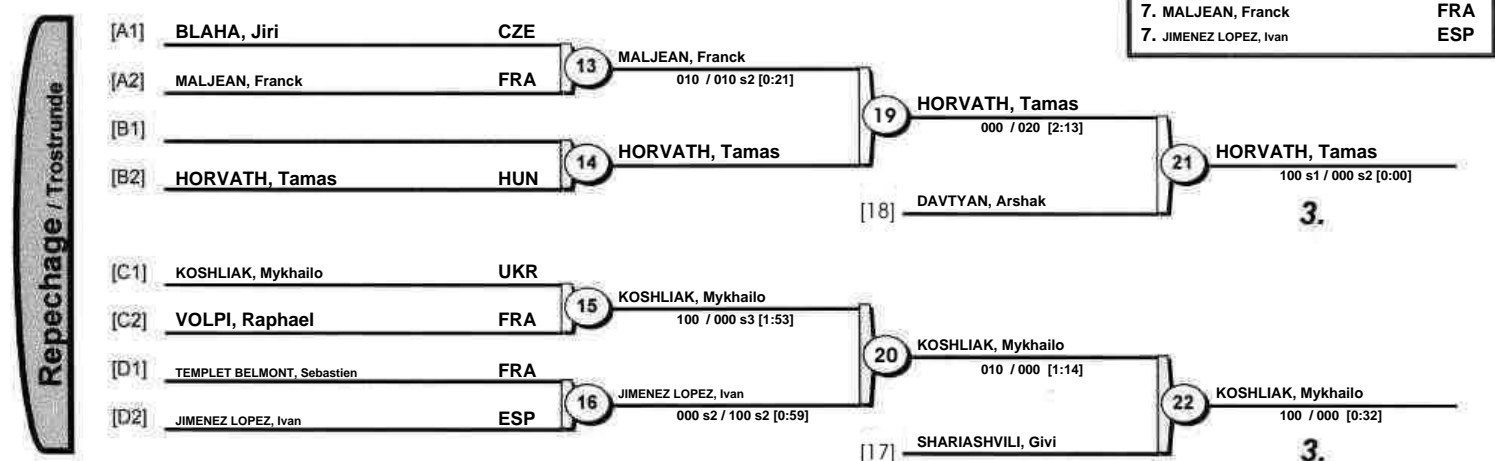 7. MALJEAN, Franck FRA
7. JIMENEZ LOPEZ, Ivan ESP
Repechage / Trostrunde
[A1] BLAHA, Jiri CZE
13 MALJEAN, Franck
010 / 010 s2 [0:21]
[A2] MALJEAN, Franck FRA
19 HORVATH, Tamas
000 / 020 [2:13]
[B1]
14 HORVATH, Tamas
[B2] HORVATH, Tamas HUN
21 HORVATH, Tamas
100 s1 / 000 s2 [0:00]
[18] DAVTYAN, Arshak
3.
[C1] KOSHLIAK, Mykhailo UKR
15 KOSHLIAK, Mykhailo
100 / 000 s3 [1:53]
[C2] VOLPI, Raphael FRA
20 KOSHLIAK, Mykhailo
010 / 000 [1:14]
[D1] TEMPLET BELMONT, Sebastien FRA
16 JIMENEZ LOPEZ, Ivan
000 s2 / 100 s2 [0:59]
[D2] JIMENEZ LOPEZ, Ivan ESP
22 KOSHLIAK, Mykhailo
100 / 000 [0:32]
[17] SHARIASHVILI, Givi
3.